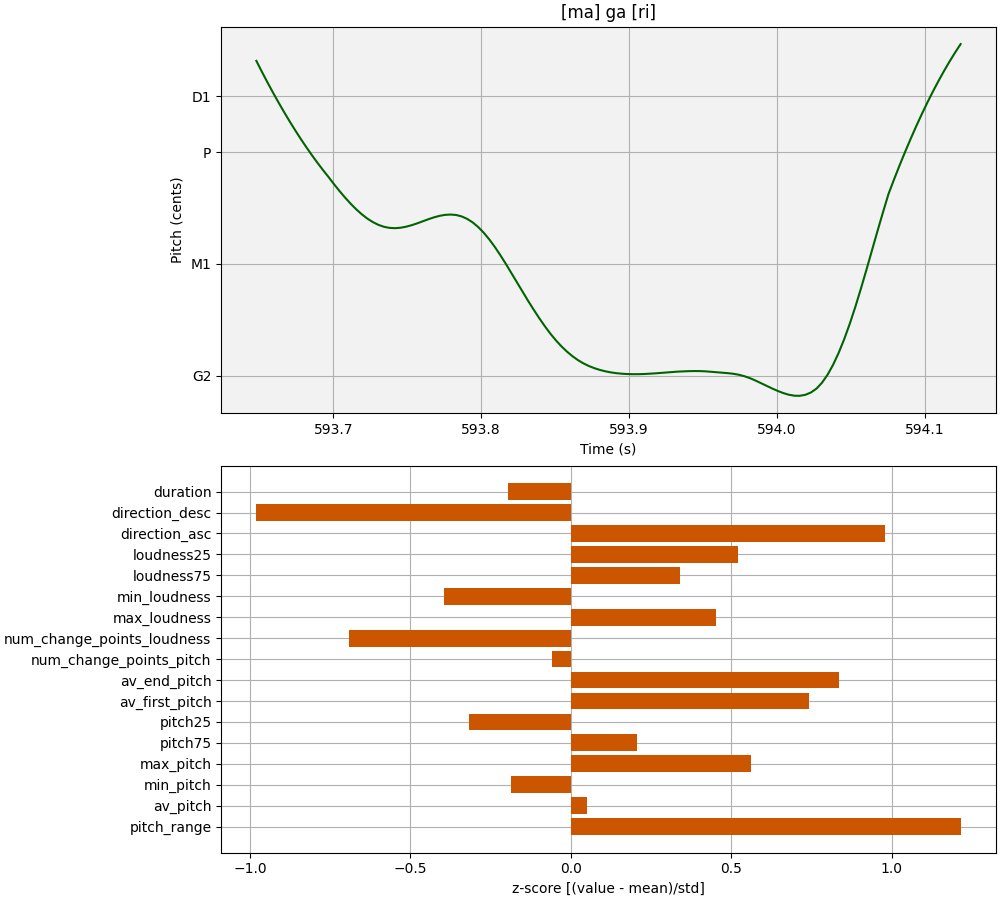 [ma] ga [ri]
D1
P
M1
G2
Pitch (cents)
593.7 593.8 593.9 594.0 594.1
Time (s)
duration
direction_desc
direction_asc
loudness25
loudness75
min_loudness
max_loudness
num_change_points_loudness
num_change_points_pitch
av_end_pitch
av_first_pitch
pitch25
pitch75
max_pitch
min_pitch
av_pitch
pitch_range
−1.0 −0.5 0.0 0.5 1.0
z-score [(value - mean)/std]